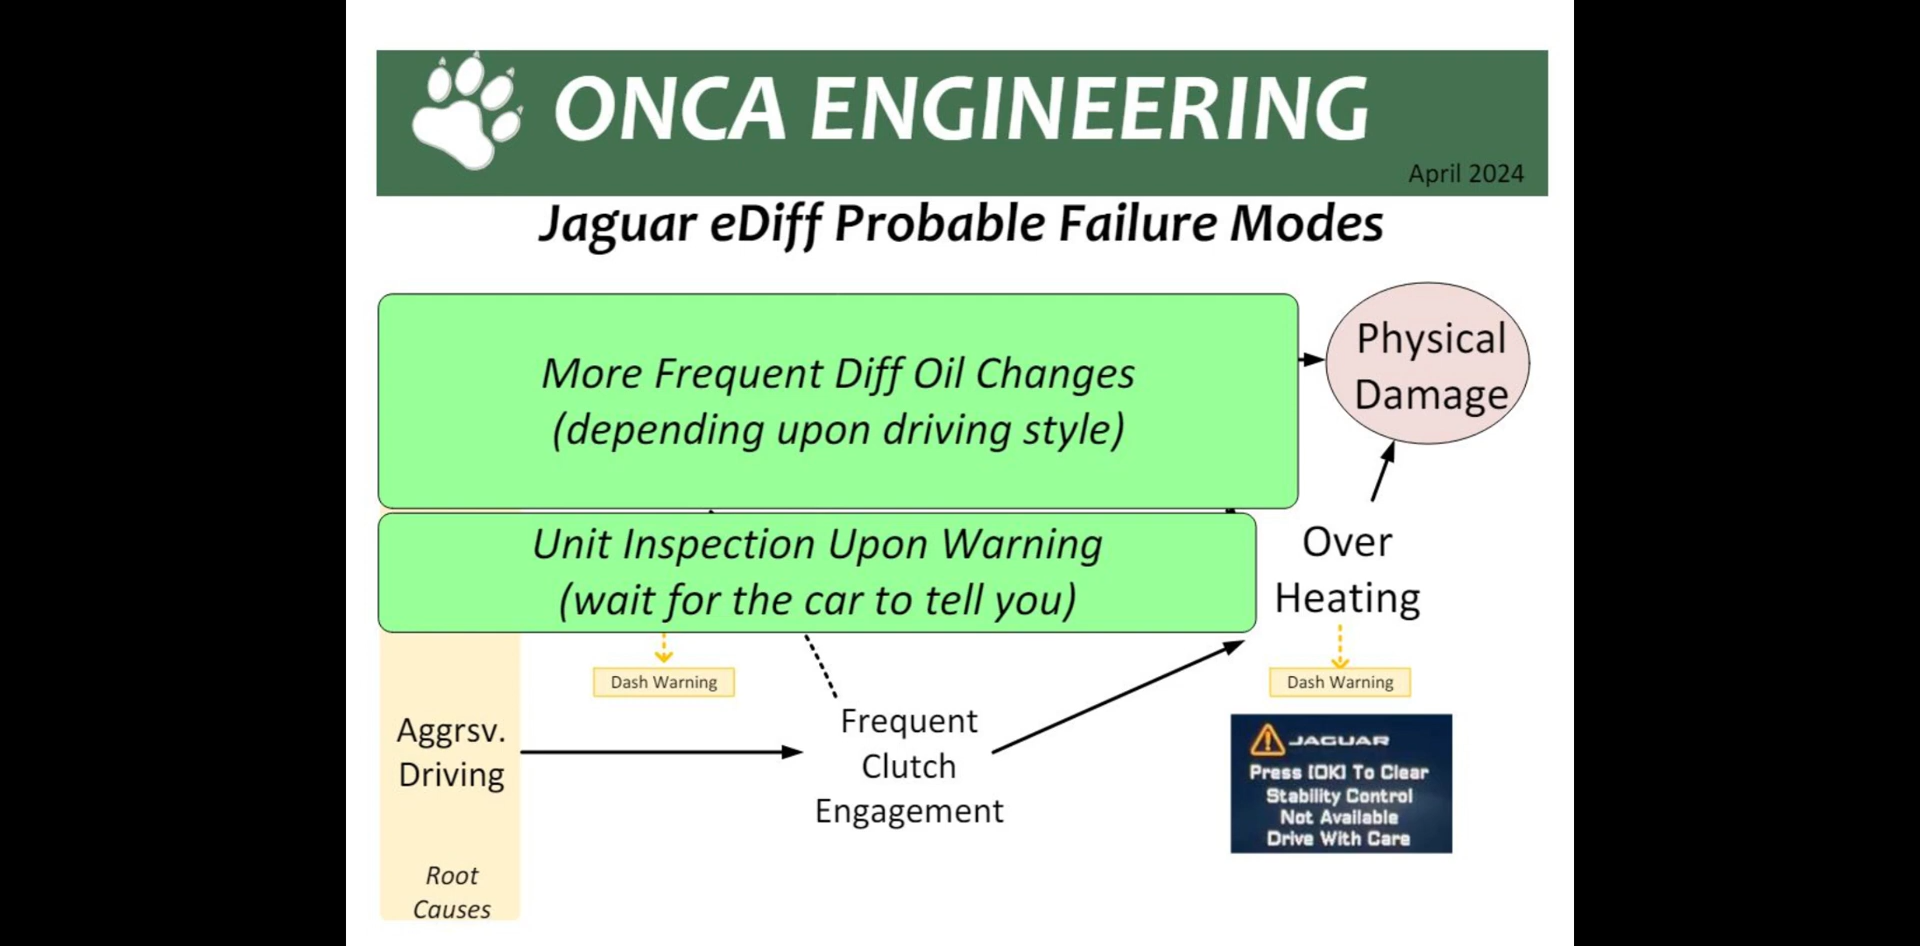 ONCA ENGINEERING
April 2024
Jaguar eDiff Probable Failure Modes
More Frequent Diff Oil Changes
(depending upon driving style)
Physical
Damage
Unit Inspection Upon Warning
(wait for the car to tell you)
Over
Heating
Dash Warning
Dash Warning
Aggrsv.
Driving
Frequent
Clutch
Engagement
JAGUAR
Press [OK] To Clear
Stability Control
Not Available
Drive With Care
Root
Causes